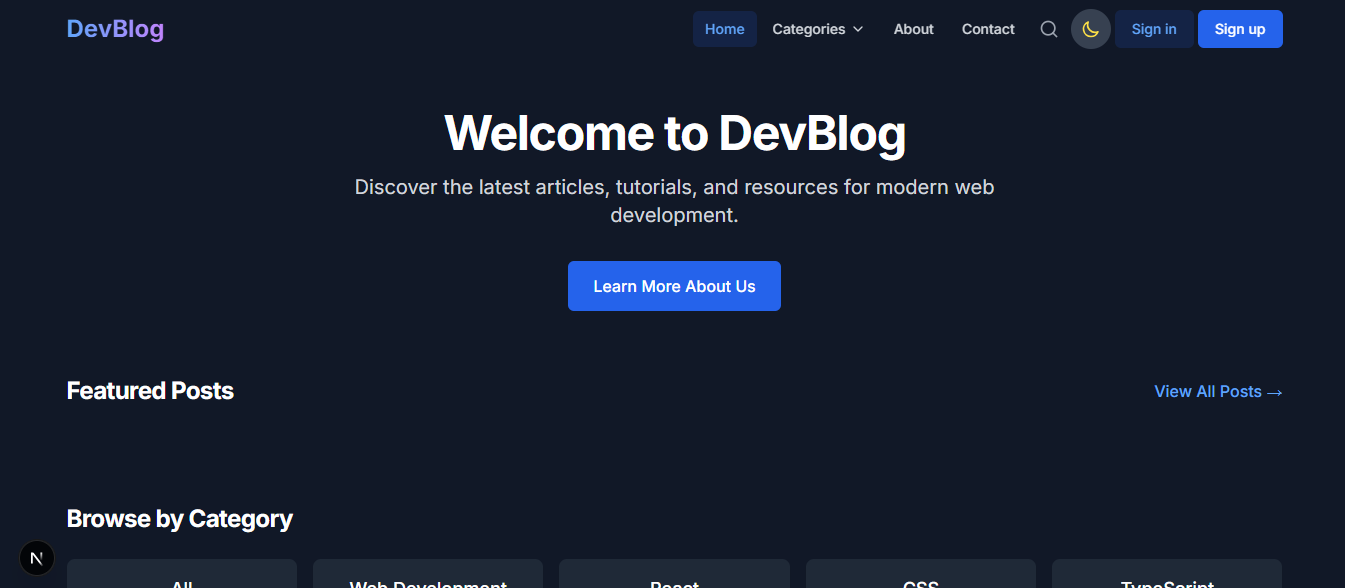 DevBlog
Home Categories About Contact Sign in Sign up
Welcome to DevBlog
Discover the latest articles, tutorials, and resources for modern web
development.
Learn More About Us
Featured Posts
View All Posts →
Browse by Category
N
All Web Development React CSS TypeScript